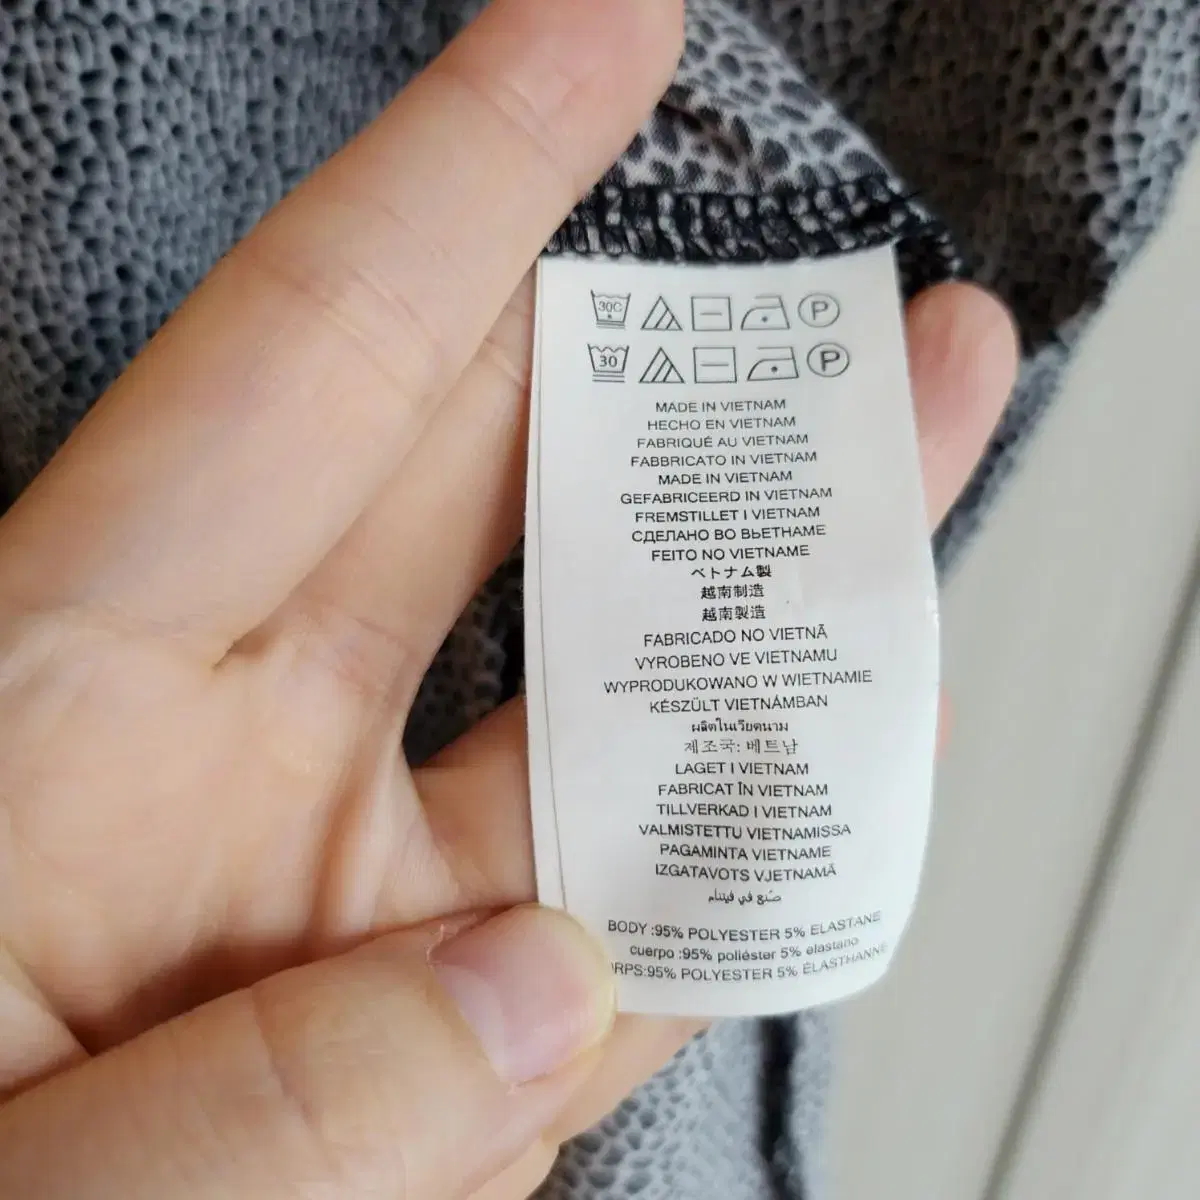 30C P
30 P
MADE IN VIETNAM
HECHO EN VIETNAM
FABRIQUÉ AU VIETNAM
FABBRICATO IN VIETNAM
MADE IN VIETNAM
GEFABRICEERD IN VIETNAM
FREMSTILLET I VIETNAM
СДЕЛАНО ВО ВЬЕТНАМЕ
FEITO NO VIETNAME
ベトナム製
越南制造
越南製造
FABRICADO NO VIETNÃ
VYROBENO VE VIETNAMU
WYPRODUKOWANO W WIETNAMIE
KÉSZÜLT VIETNÁMBAN
ผลิตในเวียดนาม
제조국: 베트남
LAGET I VIETNAM
FABRICAT ÎN VIETNAM
TILLVERKAD I VIETNAM
VALMISTETTU VIETNAMISSA
PAGAMINTA VIETNAME
IZGATAVOTS VJETNAMĀ
صنع في فيتنام
BODY :95% POLYESTER 5% ELASTANE
cuerpo :95% poliéster 5% elastano
RPS:95% POLYESTER 5% ÉLASTHANNE